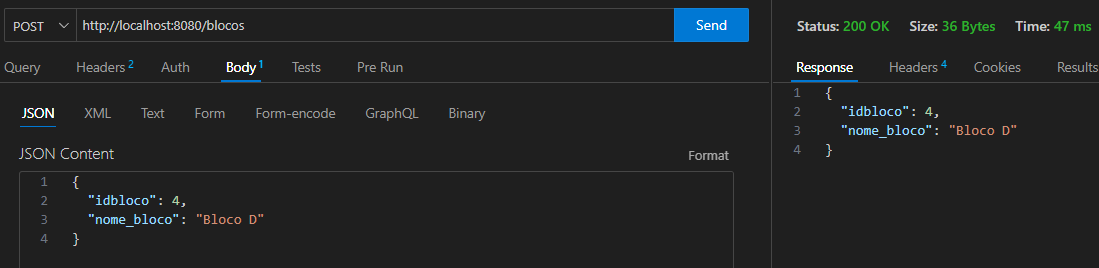 POST http://localhost:8080/blocos Send
Query Headers 2 Auth Body 1 Tests Pre Run
JSON XML Text Form Form-encode GraphQL Binary
JSON Content Format
1 {
2 "idbloco": 4,
3 "nome_bloco": "Bloco D"
4 }
Status: 200 OK Size: 36 Bytes Time: 47 ms
Response Headers 4 Cookies Results
1 {
2 "idbloco": 4,
3 "nome_bloco": "Bloco D"
4 }